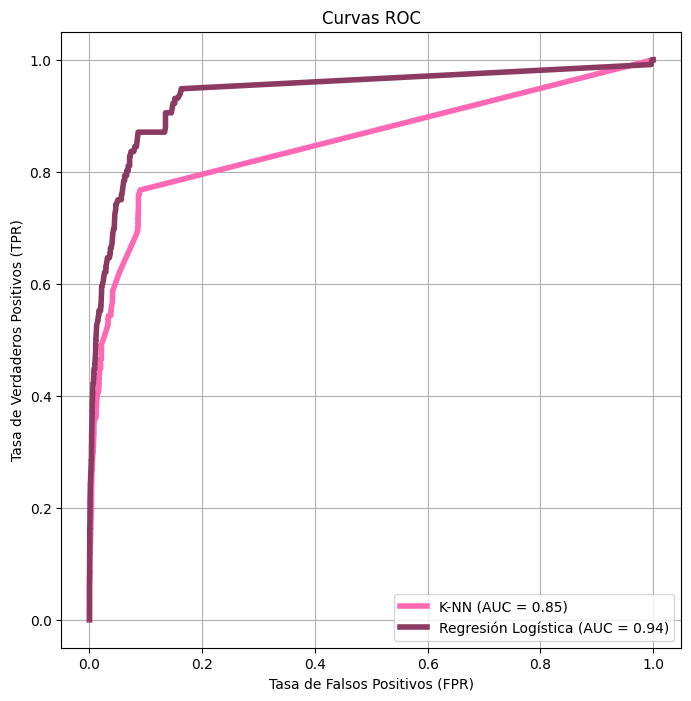 Curvas ROC
Tasa de Verdaderos Positivos (TPR)
1.0
0.8
0.6
0.4
0.2
0.0
0.0 0.2 0.4 0.6 0.8 1.0
Tasa de Falsos Positivos (FPR)
K-NN (AUC = 0.85)
Regresión Logística (AUC = 0.94)